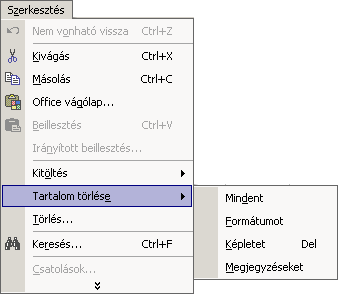 Szerkesztés
Nem vonható vissza Ctrl+Z
Kivágás Ctrl+X
Másolás Ctrl+C
Office vágólap...
Beillesztés Ctrl+V
Irányított beillesztés...
Kitöltés
Tartalom törlése
Mindent
Törlés...
Formátumot
Keresés... Ctrl+F
Képletet Del
Csatolások...
Megjegyzéseket